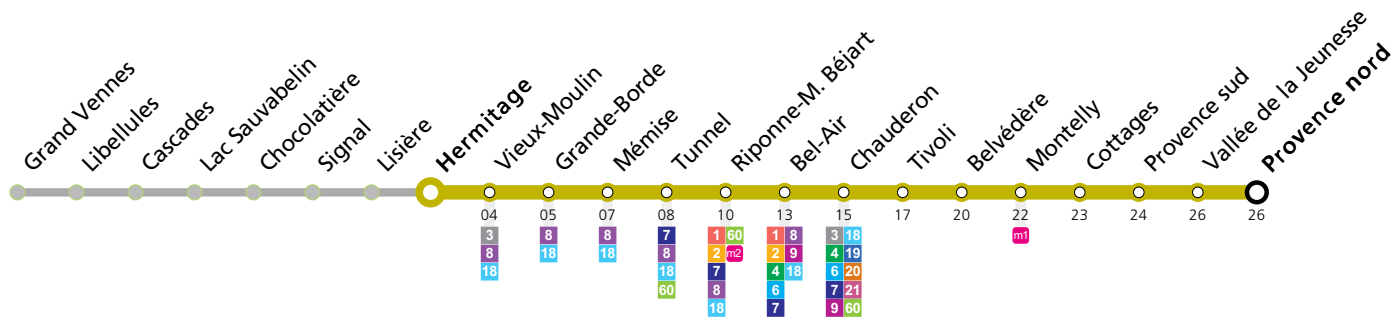 Grand Vennes
Libellules
Cascades
Lac Sauvabelin
Chocolatière
Signal
Lisière
Hermitage
Vieux-Moulin
Grande-Borde
Mémise
Tunnel
Riponne-M. Béjart
Bel-Air
Chauderon
Tivoli
Belvédère
Montelly
Cottages
Provence sud
Vallée de la Jeunesse
Provence nord
04 05 07 08 10 13 15 17 20 22 23 24 26 26
3 8 8 7 1 60 1 8 3 18 m1
8 18 18 8 2 m2 2 9 4 19
18 18 7 4 18 6 20
60 8 6 7 21
18 7 9 60